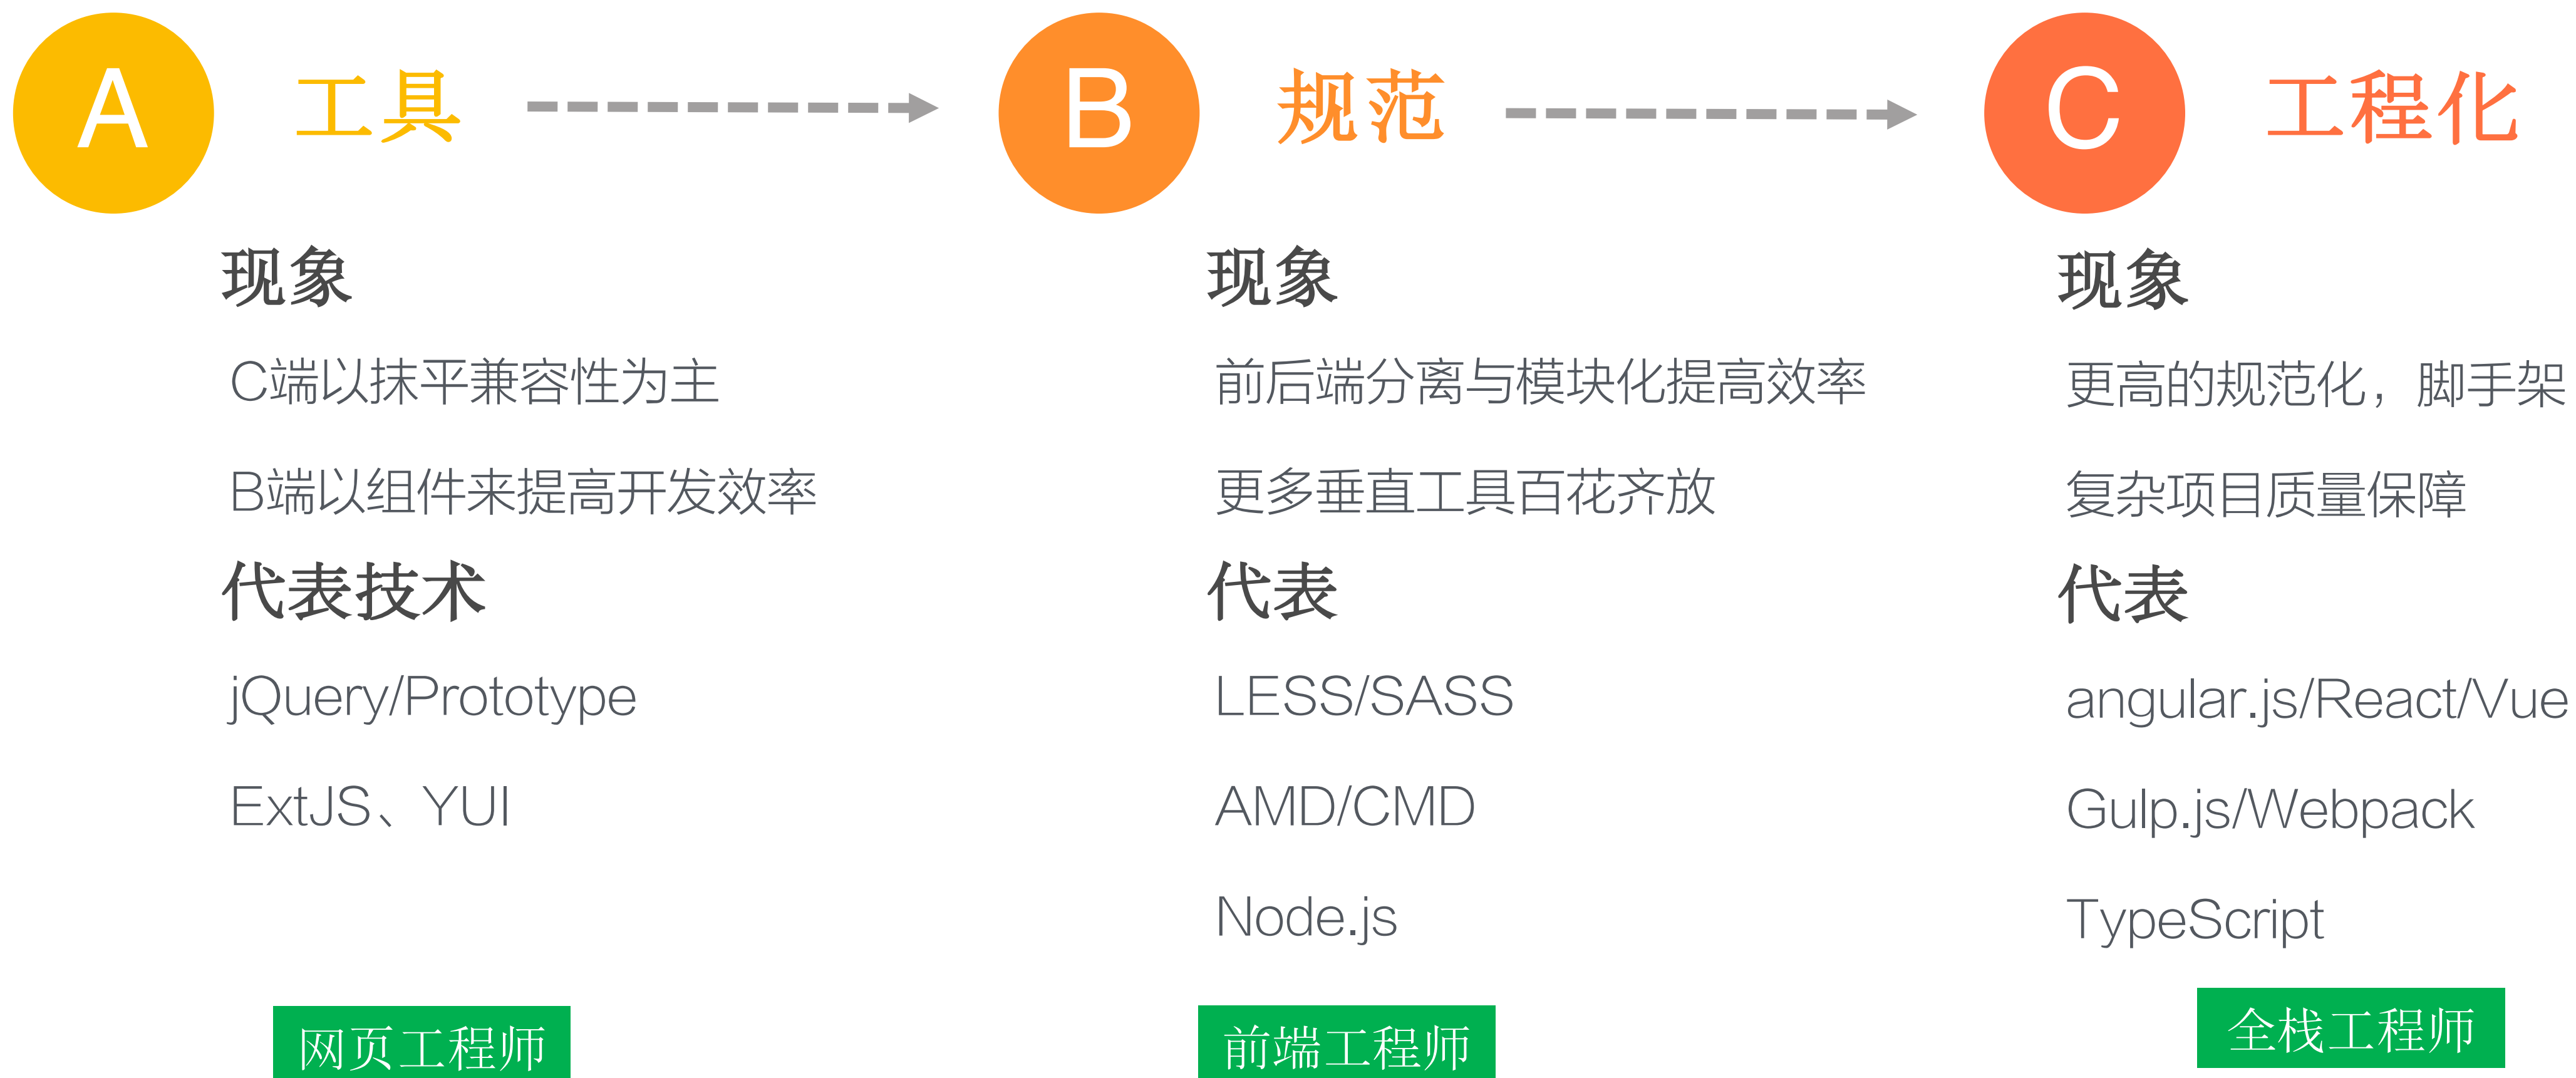 A 工具
现象
C端以抹平兼容性为主
B端以组件来提高开发效率
代表技术
jQuery/Prototype
ExtJS、YUI
网页工程师
B 规范
现象
前后端分离与模块化提高效率
更多垂直工具百花齐放
代表
LESS/SASS
AMD/CMD
Node.js
前端工程师
C 工程化
现象
更高的规范化，脚手架
复杂项目质量保障
代表
angular.js/React/Vue
Gulp.js/Webpack
TypeScript
全栈工程师